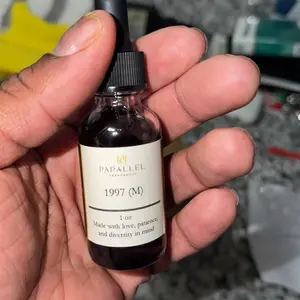 PARALLEL
1997 (M)
1 oz
Made with love, patience,
and diversity in mind